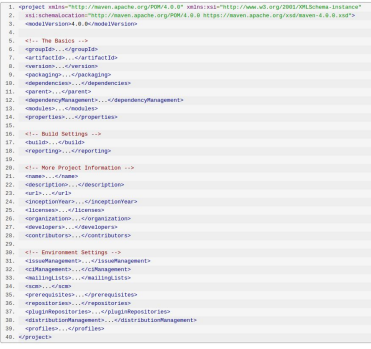 1. <project xmlns="http://maven.apache.org/POM/4.0.0" xmlns:xsi="http://www.w3.org/2001/XMLSchema-instance"
2. xsi:schemaLocation="http://maven.apache.org/POM/4.0.0 https://maven.apache.org/xsd/maven-4.0.0.xsd">
3. <modelVersion>4.0.0</modelVersion>
4.
5. <!-- The Basics -->
6. <groupId>...</groupId>
7. <artifactId>...</artifactId>
8. <version>...</version>
9. <packaging>...</packaging>
10. <dependencies>...</dependencies>
11. <parent>...</parent>
12. <dependencyManagement>...</dependencyManagement>
13. <modules>...</modules>
14. <properties>...</properties>
15.
16. <!-- Build Settings -->
17. <build>...</build>
18. <reporting>...</reporting>
19.
20. <!-- More Project Information -->
21. <name>...</name>
22. <description>...</description>
23. <url>...</url>
24. <inceptionYear>...</inceptionYear>
25. <licenses>...</licenses>
26. <organization>...</organization>
27. <developers>...</developers>
28. <contributors>...</contributors>
29.
30. <!-- Environment Settings -->
31. <issueManagement>...</issueManagement>
32. <ciManagement>...</ciManagement>
33. <mailingLists>...</mailingLists>
34. <scm>...</scm>
35. <prerequisites>...</prerequisites>
36. <repositories>...</repositories>
37. <pluginRepositories>...</pluginRepositories>
38. <distributionManagement>...</distributionManagement>
39. <profiles>...</profiles>
40. </project>